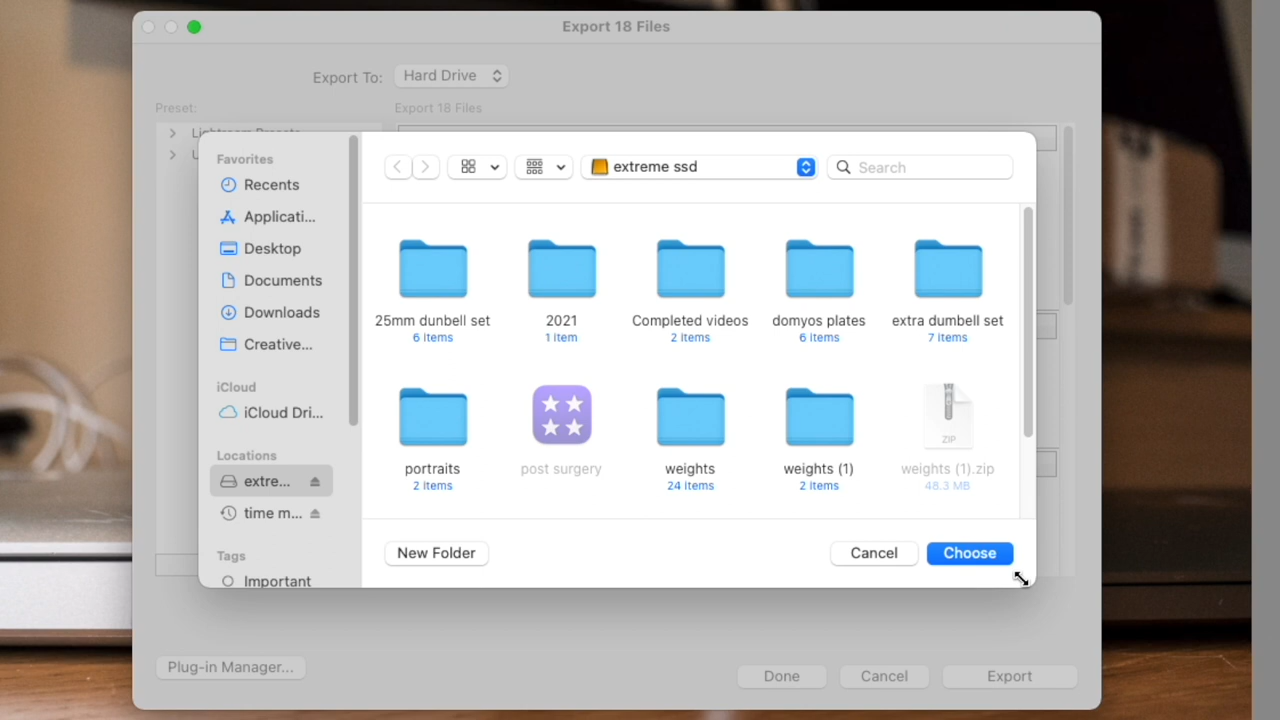 Export 18 Files
Export To: Hard Drive
Preset:
Export 18 Files
Lightroom Presets
Favorites
Recents
Applicati...
Desktop
Documents
Downloads
Creative...
iCloud
iCloud Dri...
Locations
extre...
time m...
Tags
Important
extreme ssd
Search
25mm dunbell set
6 items
2021
1 item
Completed videos
2 items
domyos plates
6 items
extra dumbell set
7 items
portraits
2 items
post surgery
weights
24 items
weights (1)
2 items
ZIP
weights (1).zip
48.3 MB
New Folder
Cancel
Choose
Plug-in Manager...
Done
Cancel
Export